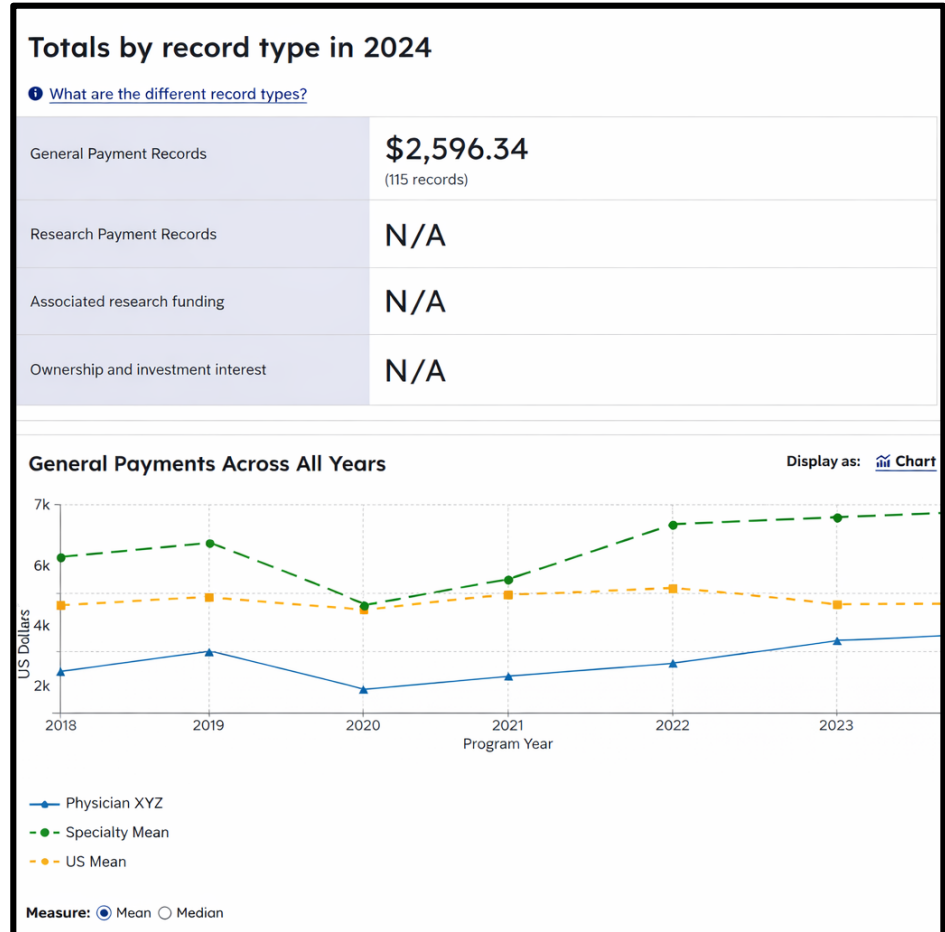 Totals by record type in 2024
What are the different record types?
General Payment Records
$2,596.34
(115 records)
Research Payment Records
N/A
Associated research funding
N/A
Ownership and investment interest
N/A
General Payments Across All Years
Display as: Chart
7k
6k
4k
2k
US Dollars
2018 2019 2020 2021 2022 2023
Program Year
Physician XYZ
Specialty Mean
US Mean
Measure: Mean Median